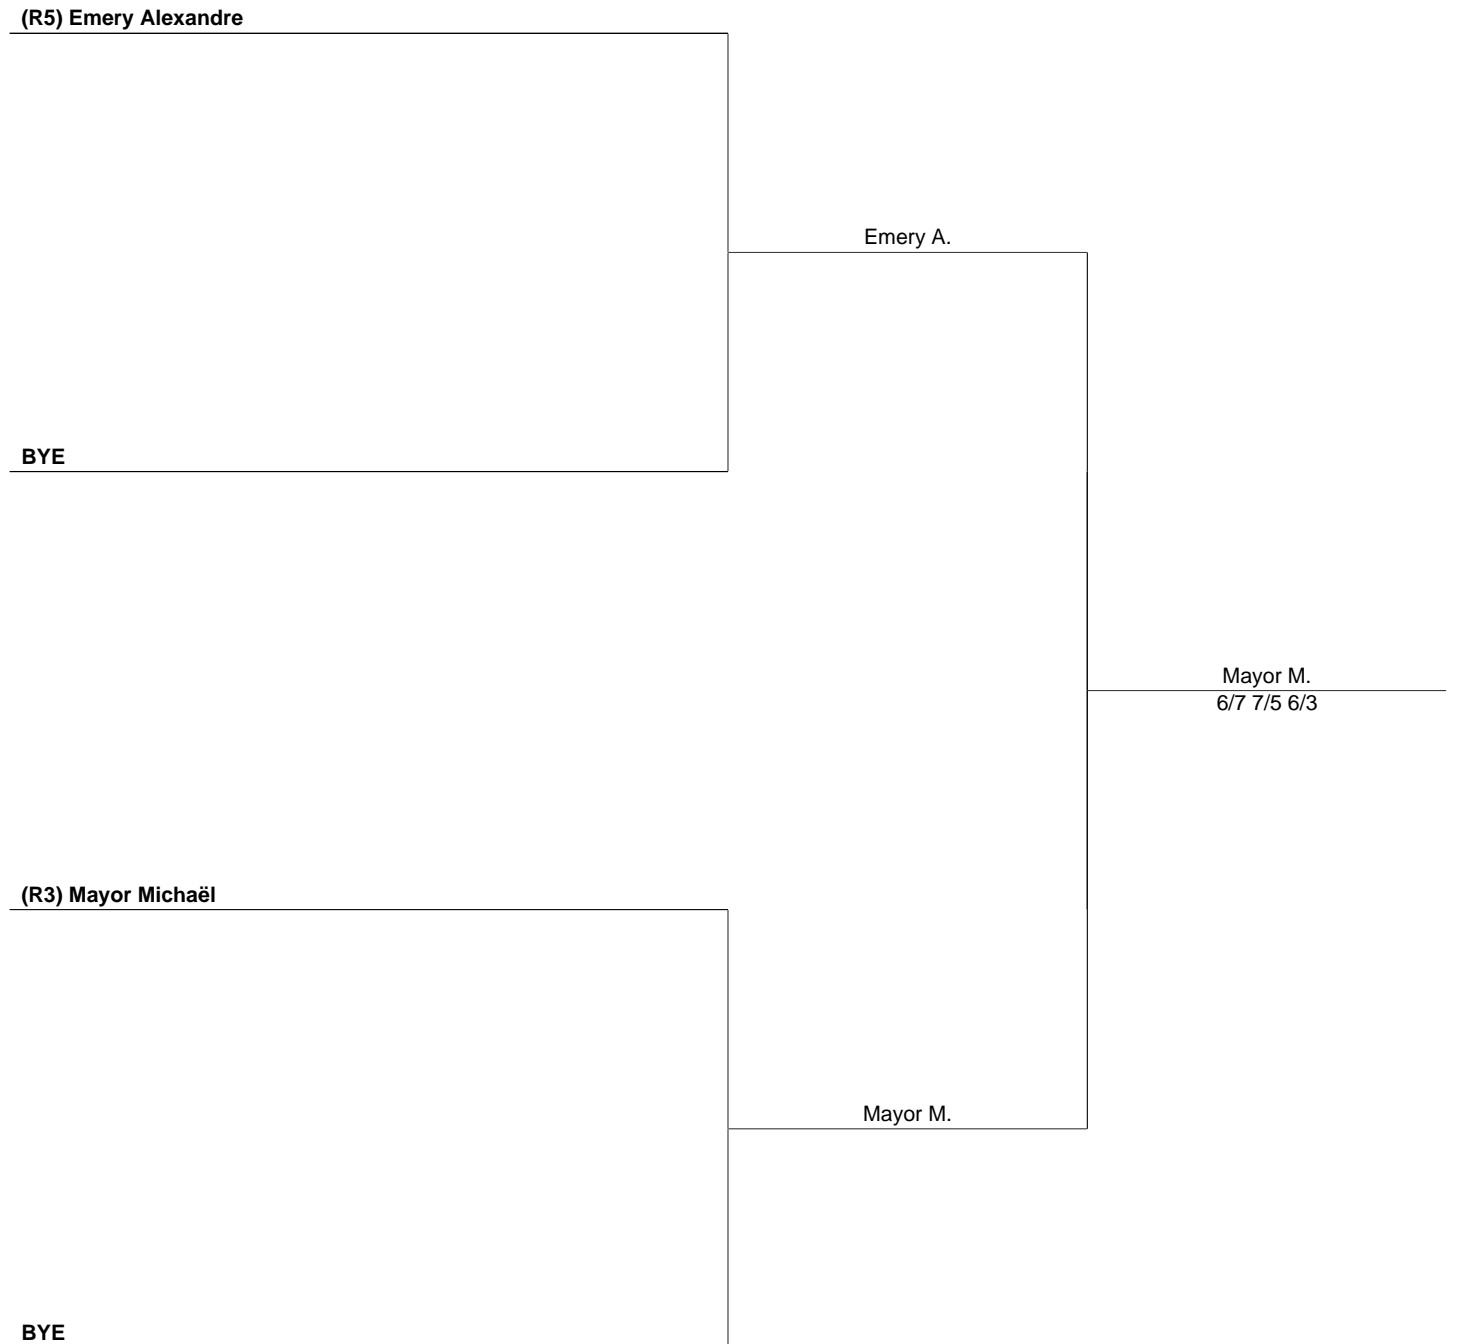 (R5) Emery Alexandre
Emery A.
BYE
Mayor M.
6/7 7/5 6/3
(R3) Mayor Michaël
Mayor M.
BYE